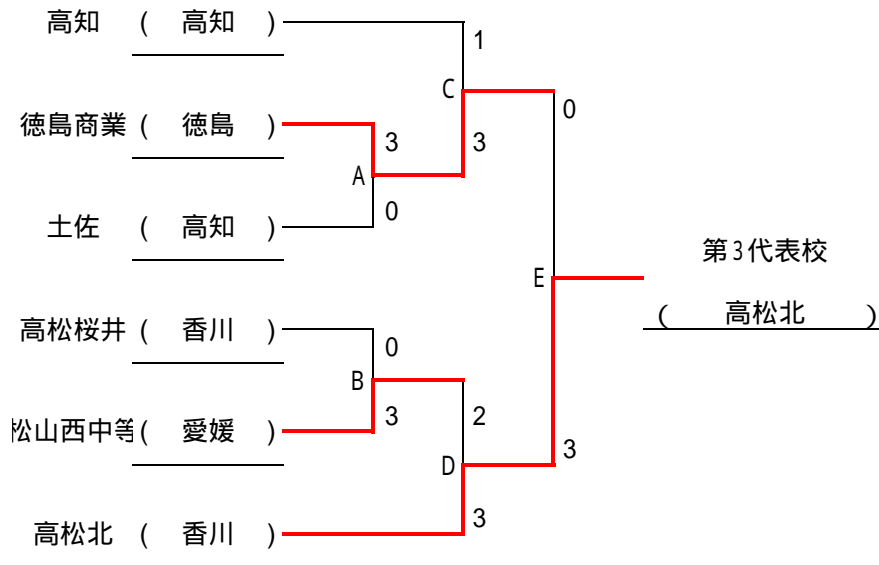 高知 ( 高知 )
1
C
0
徳島商業 ( 徳島 )
3
3
A
0
土佐 ( 高知 )
第3代表校
E
( 高松北 )
高松桜井 ( 香川 )
0
B
3
2
松山西中等 ( 愛媛 )
3
D
3
高松北 ( 香川 )